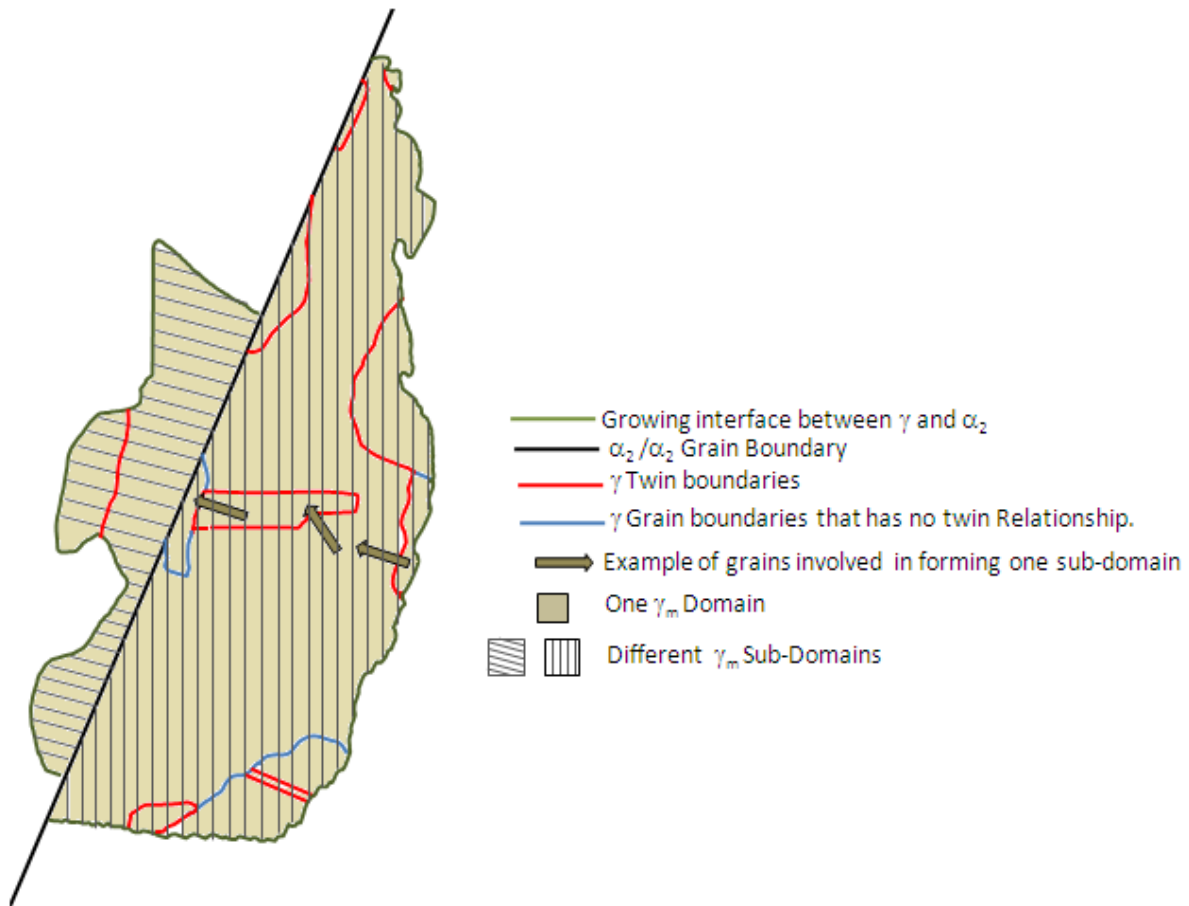 Growing interface between γ and α₂
α₂ /α₂ Grain Boundary
γ Twin boundaries
γ Grain boundaries that has no twin Relationship.
Example of grains involved in forming one sub-domain
One γₘ Domain
Different γₘ Sub-Domains